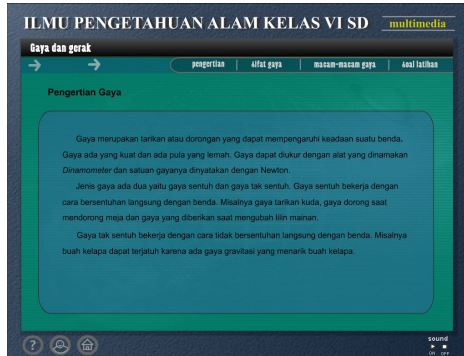 ILMU PENGETAHUAN ALAM KELAS VI SD
multimedia
Gaya dan gerak
pengertian | sifat gaya | macam-macam gaya | soal latihan
Pengertian Gaya
Gaya merupakan tarikan atau dorongan yang dapat mempengaruhi keadaan suatu benda.
Gaya ada yang kuat dan ada pula yang lemah. Gaya dapat diukur dengan alat yang dinamakan
Dinamometer dan satuan gayanya dinyatakan dengan Newton.
Jenis gaya ada dua yaitu gaya sentuh dan gaya tak sentuh. Gaya sentuh bekerja dengan
cara bersentuhan langsung dengan benda. Misalnya gaya tarikan kuda, gaya dorong saat
mendorong meja dan gaya yang diberikan saat mengubah lilin mainan.
Gaya tak sentuh bekerja dengan cara tidak bersentuhan langsung dengan benda. Misalnya
buah kelapa dapat terjatuh karena ada gaya gravitasi yang menarik buah kelapa.
?
sound
ON OFF